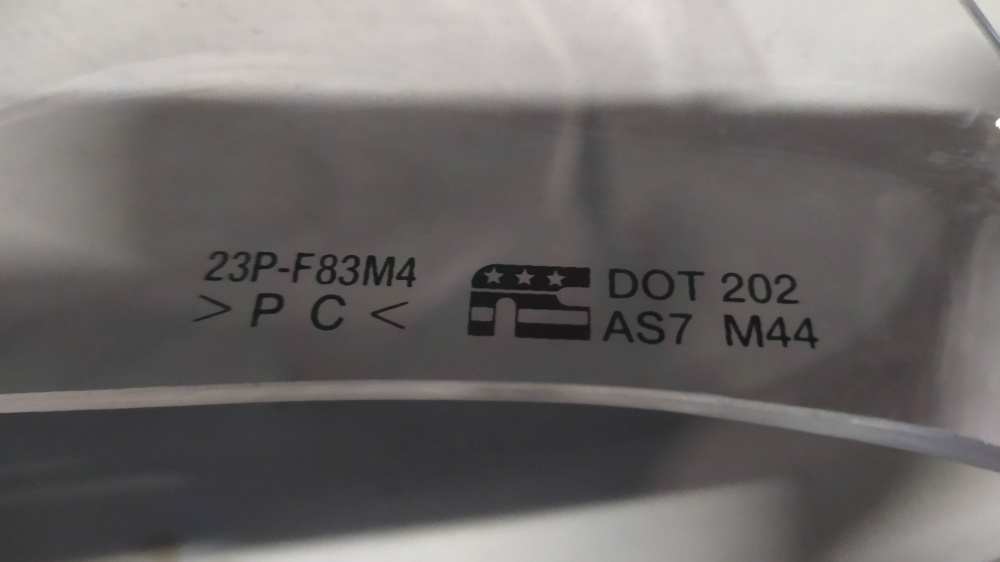 23P-F83M4
> P C <
DOT 202
AS7 M44